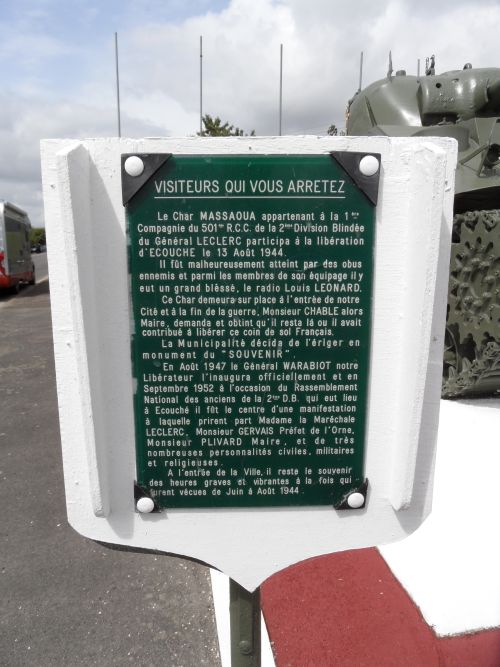 VISITEURS QUI VOUS ARRETEZ
Le Char MASSAOUA appartenant â la 1ère
Compagnie du 501ème R.C.C. de la 2ème Division Blindée
du Général LECLERC participa â la libération
d'ECOUCHE le 13 Août 1944.
Il fût malheureusement atteint par des obus
ennemis et parmi les membres de son équipage il y
eut un grand blêssé, le radio Louis LEONARD.
Ce Char demeura sur place â l'entrée de notre
Cité et â la fin de la guerre, Monsieur CHABLE alors
Maire, demanda et obtint qu'il resta lâ ou il avait
contribué â libérer ce coin de sol Français.
La Municipalité décida de l'ériger en
monument du "SOUVENIR".
En Août 1947 le Général WARABIOT notre
Libérateur l'inaugura officiellement et en
Septembre 1952 â l'occasion du Rassemblement
National des anciens de la 2ème D.B. qui eut lieu
â Ecouché il fût le centre d'une manifestation
â laquelle prirent part Madame la Maréchale
LECLERC, Monsieur GERVAIS Préfet de l'Orne,
Monsieur PLIVARD Maire, et de três
nombreuses personnalités civiles, militaires
et religieuses.
A l'entrêe de la Ville, il reste le souvenir
des heures graves et vibrantes â la fois qui
furent vécues de Juin â Août 1944.